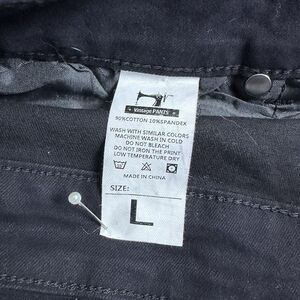 Vintage PANTS
90%COTTON 10%SPANDEX
WASH WITH SIMILAR COLORS
MACHINE WASH IN COLD
DO NOT BLEACH
DO NOT IRON THE PRINT
LOW TEMPERATURE DRY
MADE IN CHINA
SIZE:
L